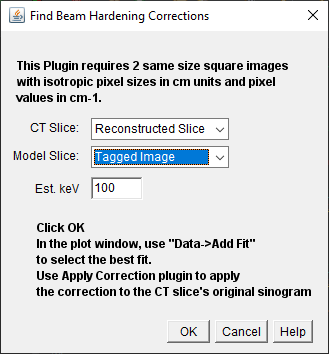 Find Beam Hardening Corrections
This Plugin requires 2 same size square images
with isotropic pixel sizes in cm units and pixel
values in cm-1.
CT Slice: Reconstructed Slice
Model Slice: Tagged Image
Est. keV 100
Click OK
In the plot window, use "Data->Add Fit"
to select the best fit.
Use Apply Correction plugin to apply
the correction to the CT slice's original sinogram
OK Cancel Help